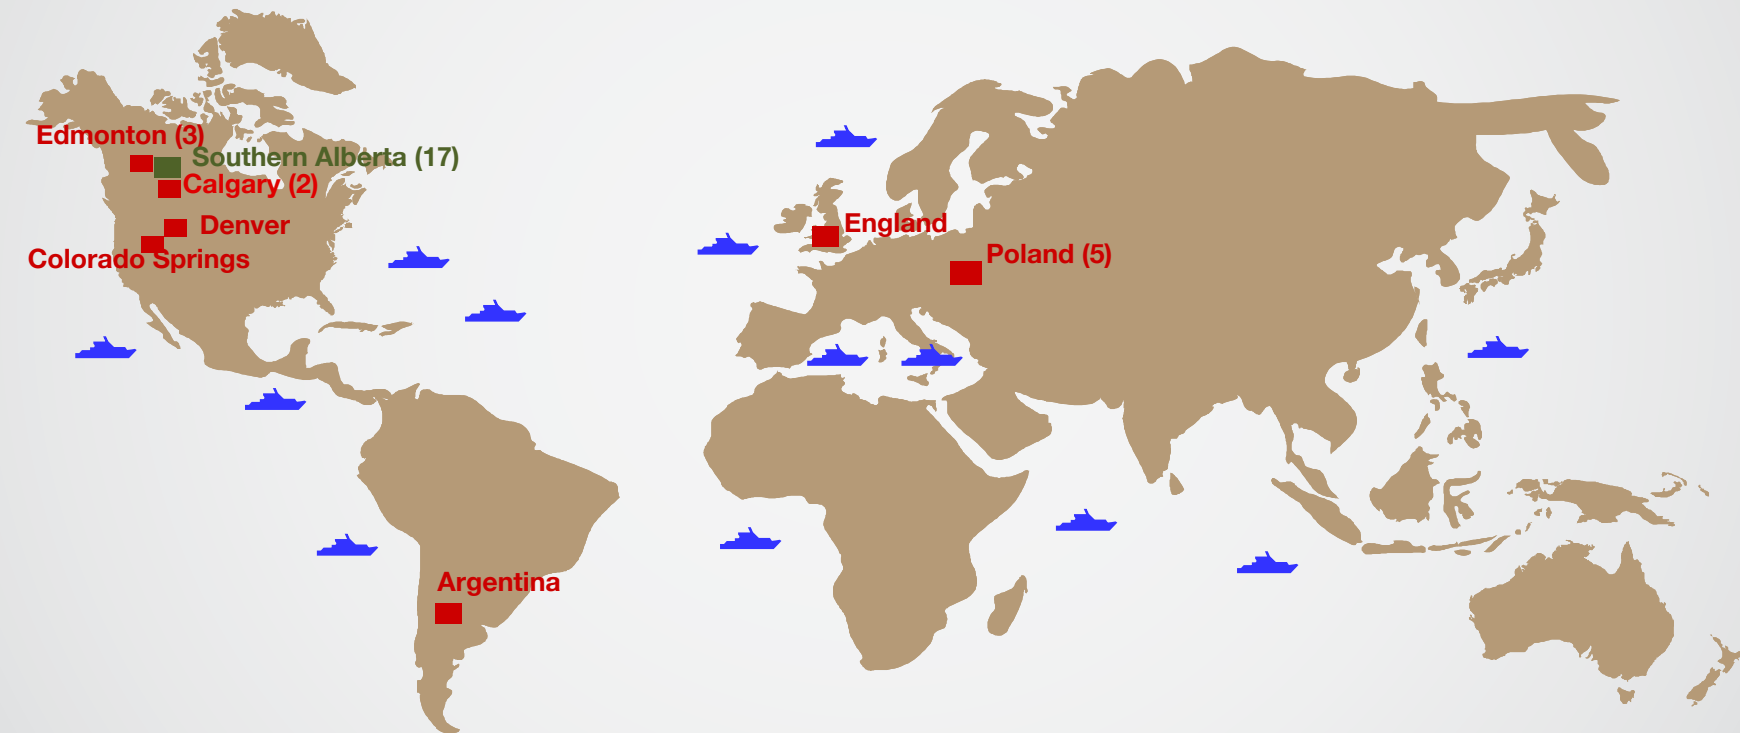 Edmonton (3)
Southern Alberta (17)
Calgary (2)
Denver
Colorado Springs
England
Poland (5)
Argentina